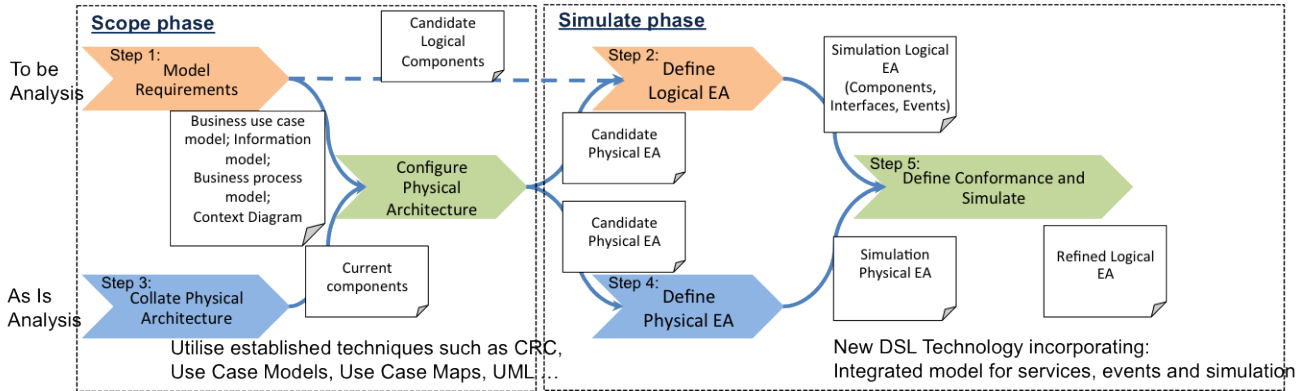 Scope phase
Simulate phase
To be
Analysis
Step 1:
Model
Requirements
Candidate
Logical
Components
Step 2:
Define
Logical EA
Simulation Logical
EA
(Components,
Interfaces, Events)
Business use case
model; Information
model;
Business process
model;
Context Diagram
Configure
Physical
Architecture
Candidate
Physical EA
Candidate
Physical EA
Step 5:
Define Conformance and
Simulate
As Is
Analysis
Step 3:
Collate Physical
Architecture
Current
components
Step 4:
Define
Physical EA
Simulation
Physical EA
Refined Logical
EA
Utilise established techniques such as CRC,
Use Case Models, Use Case Maps, UML ...
New DSL Technology incorporating:
Integrated model for services, events and simulation